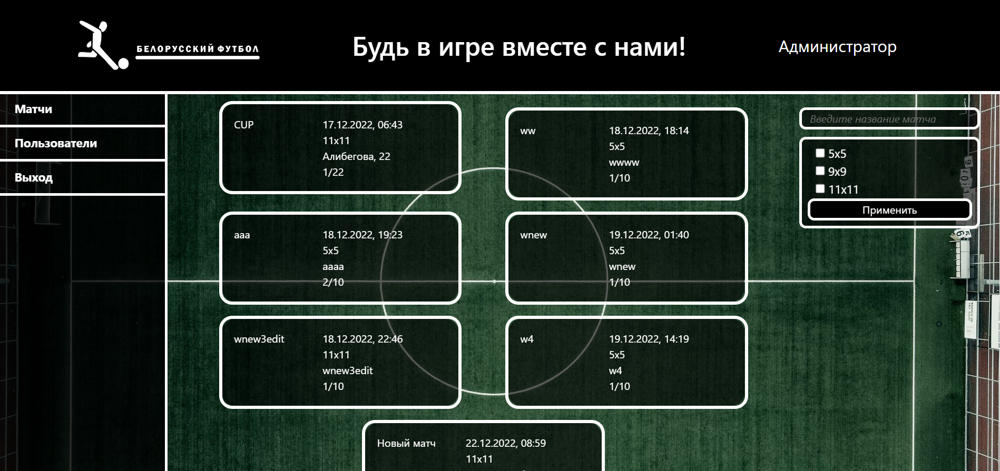 БЕЛОРУССКИЙ ФУТБОЛ
Будь в игре вместе с нами!
Администратор
Матчи
Пользователи
Выход
CUP
17.12.2022, 06:43
11x11
Алибегова, 22
1/22
ww
18.12.2022, 18:14
5x5
wwww
1/10
aaa
18.12.2022, 19:23
5x5
aaaa
2/10
wnew
19.12.2022, 01:40
5x5
wnew
1/10
wnew3edit
18.12.2022, 22:46
11x11
wnew3edit
1/10
w4
19.12.2022, 14:19
5x5
w4
1/10
Новый матч
22.12.2022, 08:59
11x11
Введите название матча
5x5
9x9
11x11
Применить